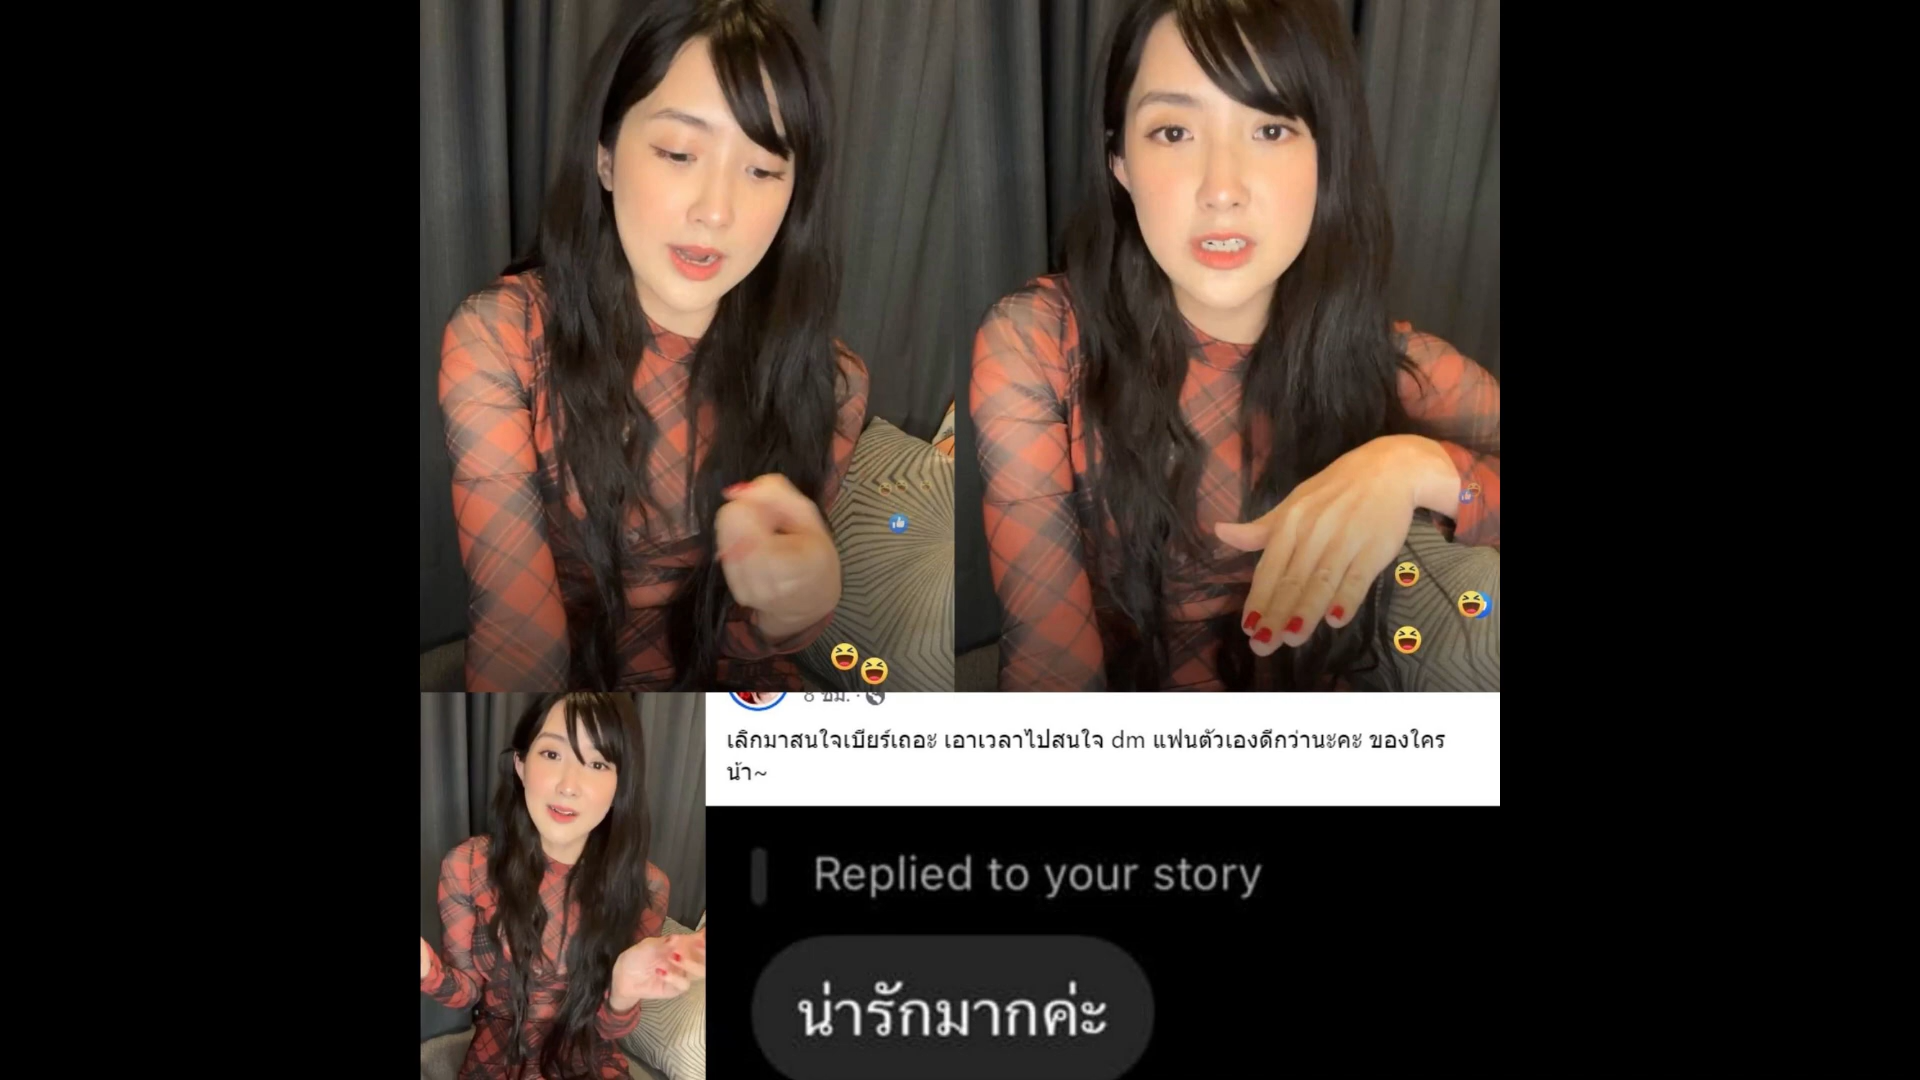 8 ชม. ·
เลิกมาสนใจเบียร์เถอะ เอาเวลาไปสนใจ dm แฟนตัวเองดีกว่านะคะ ของใคร
น้า~
Replied to your story
น่ารักมากค่ะ